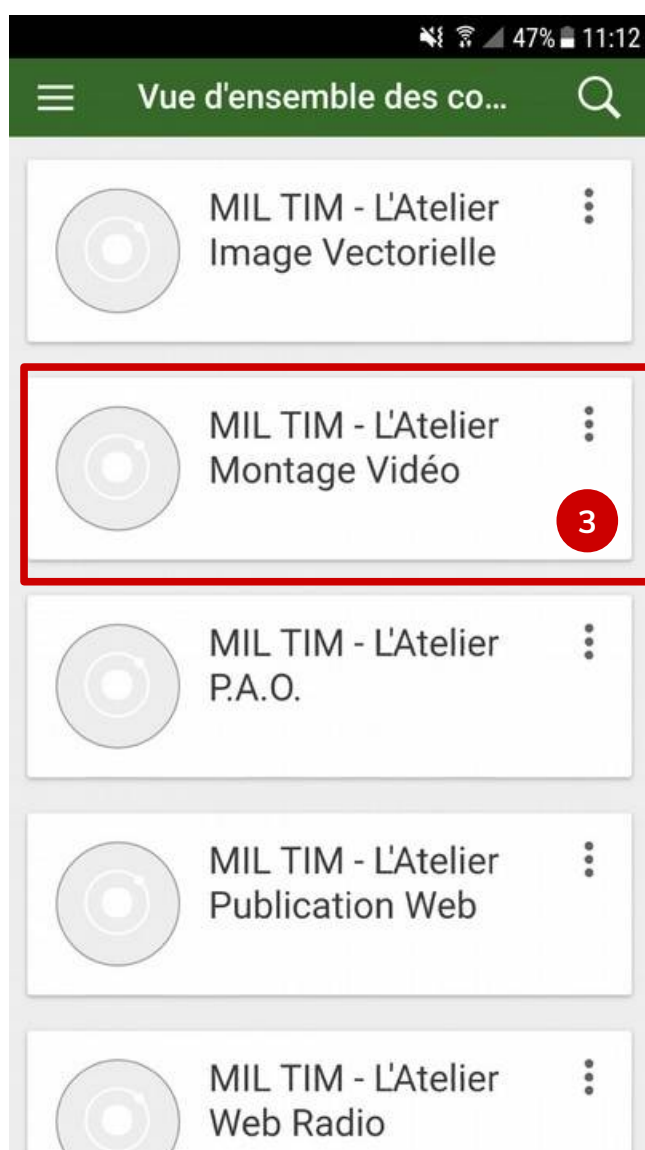 47% 11:12
Vue d'ensemble des co...
MIL TIM - L'Atelier
Image Vectorielle
MIL TIM - L'Atelier
Montage Vidéo
3
MIL TIM - L'Atelier
P.A.O.
MIL TIM - L'Atelier
Publication Web
MIL TIM - L'Atelier
Web Radio